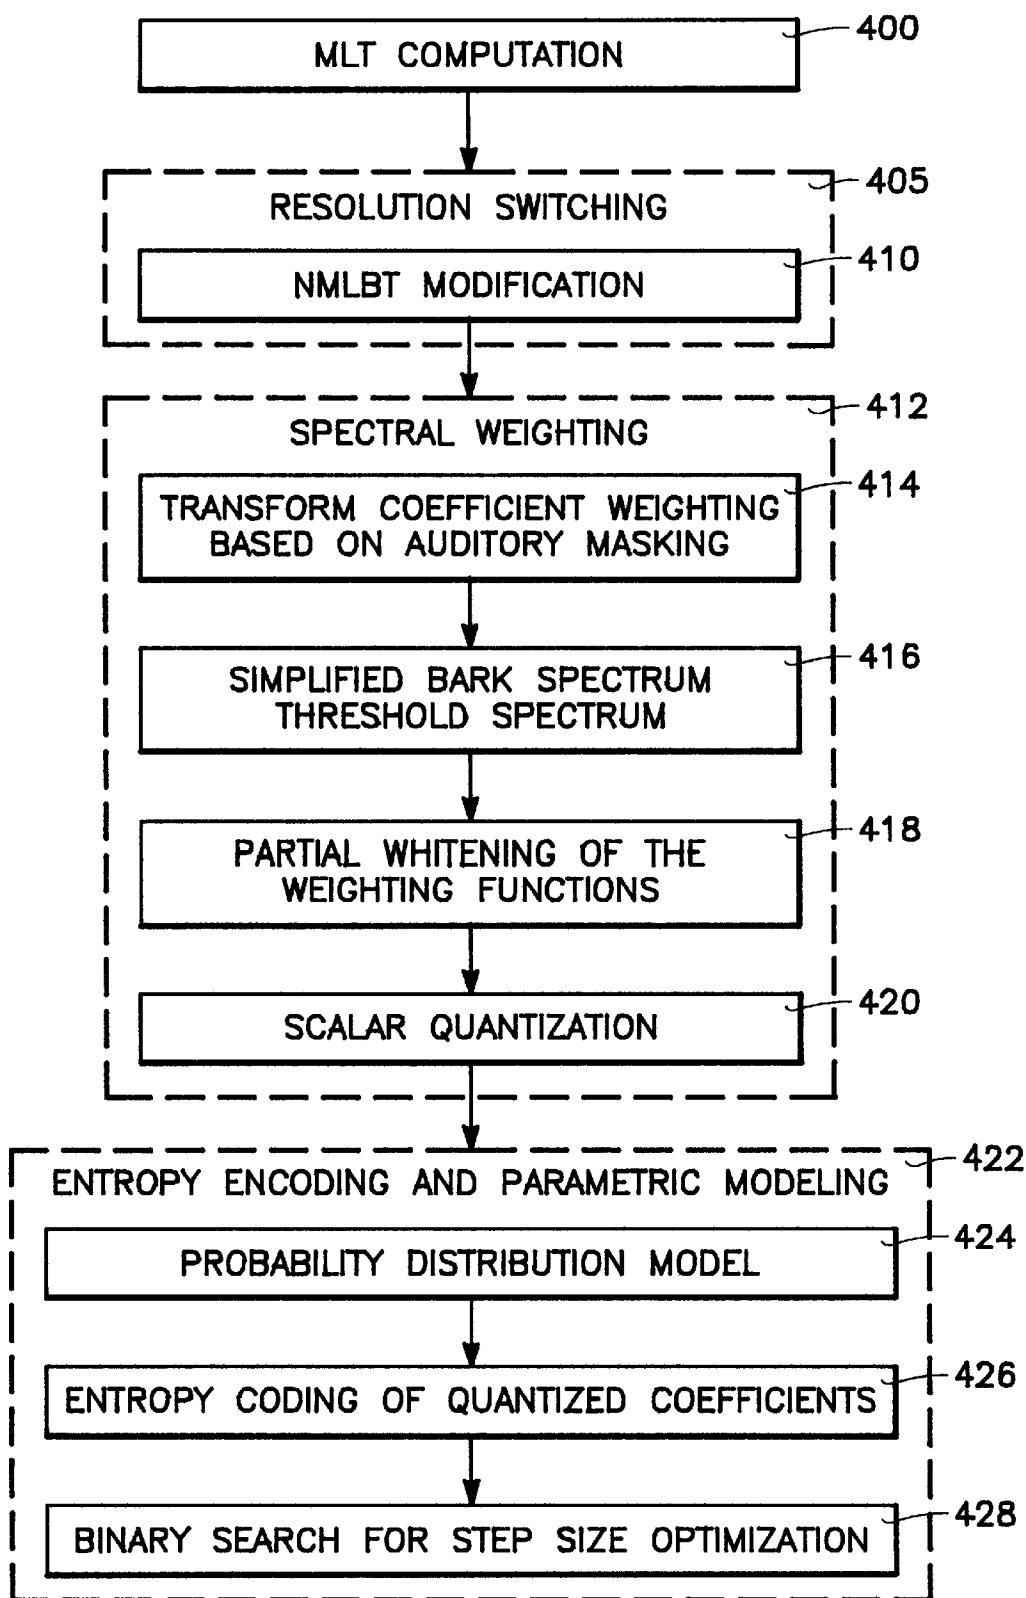 MLT COMPUTATION
400
RESOLUTION SWITCHING
405
NMLBT MODIFICATION
410
SPECTRAL WEIGHTING
412
TRANSFORM COEFFICIENT WEIGHTING
BASED ON AUDITORY MASKING
414
SIMPLIFIED BARK SPECTRUM
THRESHOLD SPECTRUM
416
PARTIAL WHITENING OF THE
WEIGHTING FUNCTIONS
418
SCALAR QUANTIZATION
420
ENTROPY ENCODING AND PARAMETRIC MODELING
422
PROBABILITY DISTRIBUTION MODEL
424
ENTROPY CODING OF QUANTIZED COEFFICIENTS
426
BINARY SEARCH FOR STEP SIZE OPTIMIZATION
428